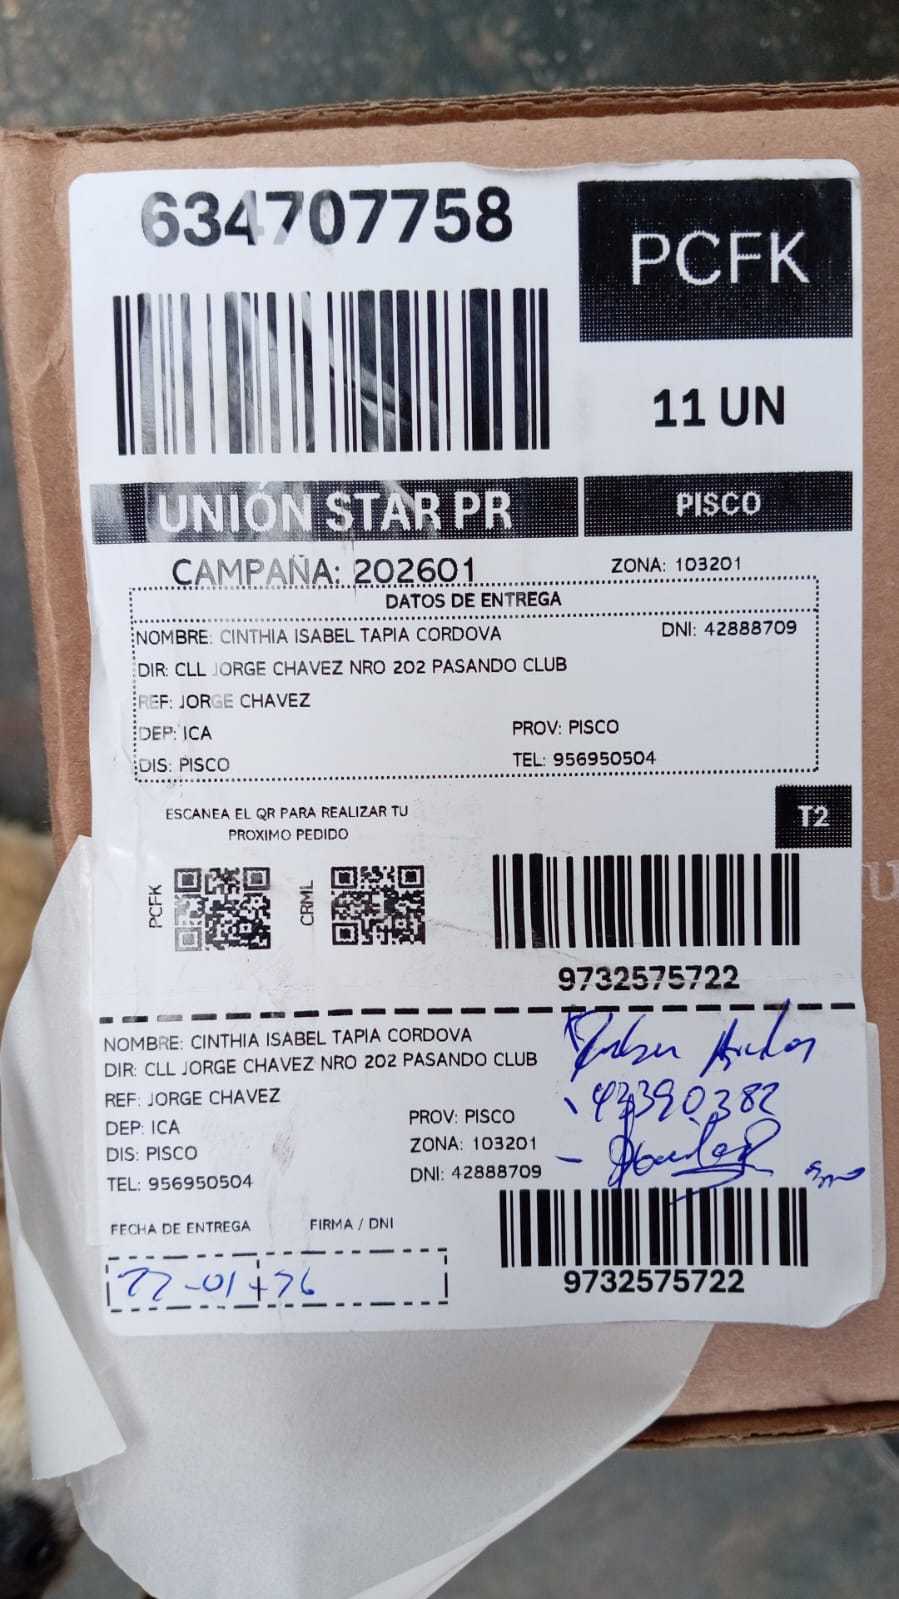 634707758
PCFK
11 UN
UNIÓN STAR PR
PISCO
CAMPAÑA: 202601
ZONA: 103201
DATOS DE ENTREGA
NOMBRE: CINTHIA ISABEL TAPIA CORDOVA
DNI: 42888709
DIR: CLL JORGE CHAVEZ NRO 202 PASANDO CLUB
REF: JORGE CHAVEZ
DEP: ICA
PROV: PISCO
DIS: PISCO
TEL: 956950504
ESCANEA EL QR PARA REALIZAR TU
PROXIMO PEDIDO
T2
PCFK
CRML
9732575722
NOMBRE: CINTHIA ISABEL TAPIA CORDOVA
DIR: CLL JORGE CHAVEZ NRO 202 PASANDO CLUB
REF: JORGE CHAVEZ
DEP: ICA
PROV: PISCO
DIS: PISCO
ZONA: 103201
TEL: 956950504
DNI: 42888709
43390382
FECHA DE ENTREGA
FIRMA / DNI
9732575722